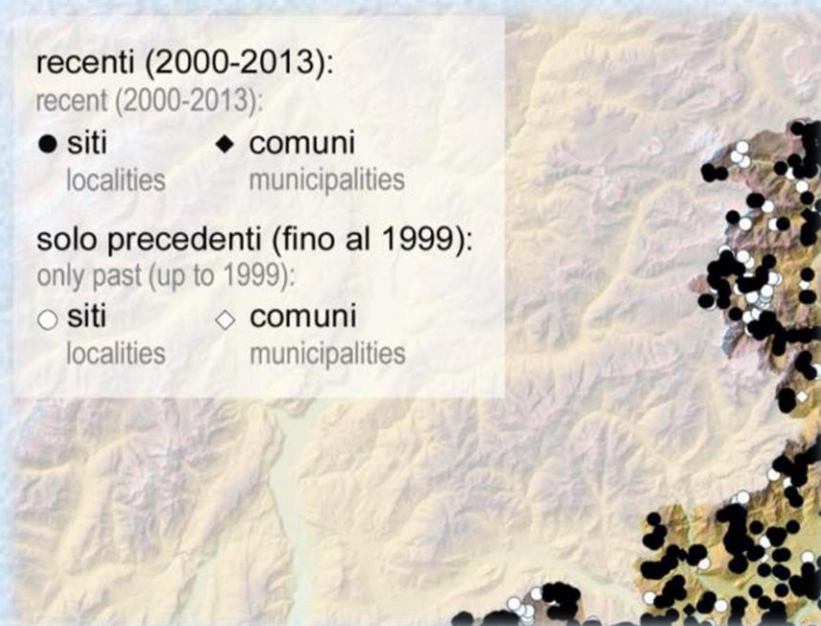 recenti (2000-2013):
recent (2000-2013):
siti comuni
localities municipalities
solo precedenti (fino al 1999):
only past (up to 1999):
siti comuni
localities municipalities